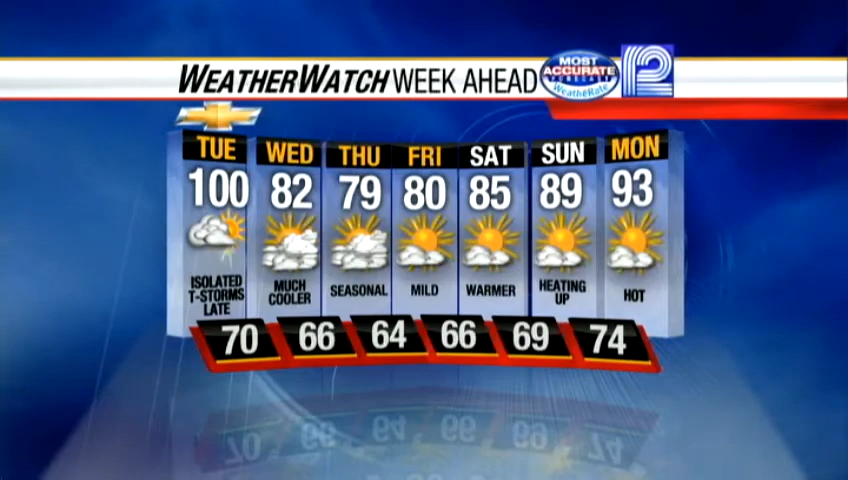 WEATHERWATCH WEEK AHEAD
MOST
ACCURATE
FORECAST
WeatheRate
12
TUE WED THU FRI SAT SUN MON
100 82 79 80 85 89 93
ISOLATED
T-STORMS
LATE
MUCH
COOLER
SEASONAL
MILD
WARMER
HEATING
UP
HOT
70 66 64 66 69 74